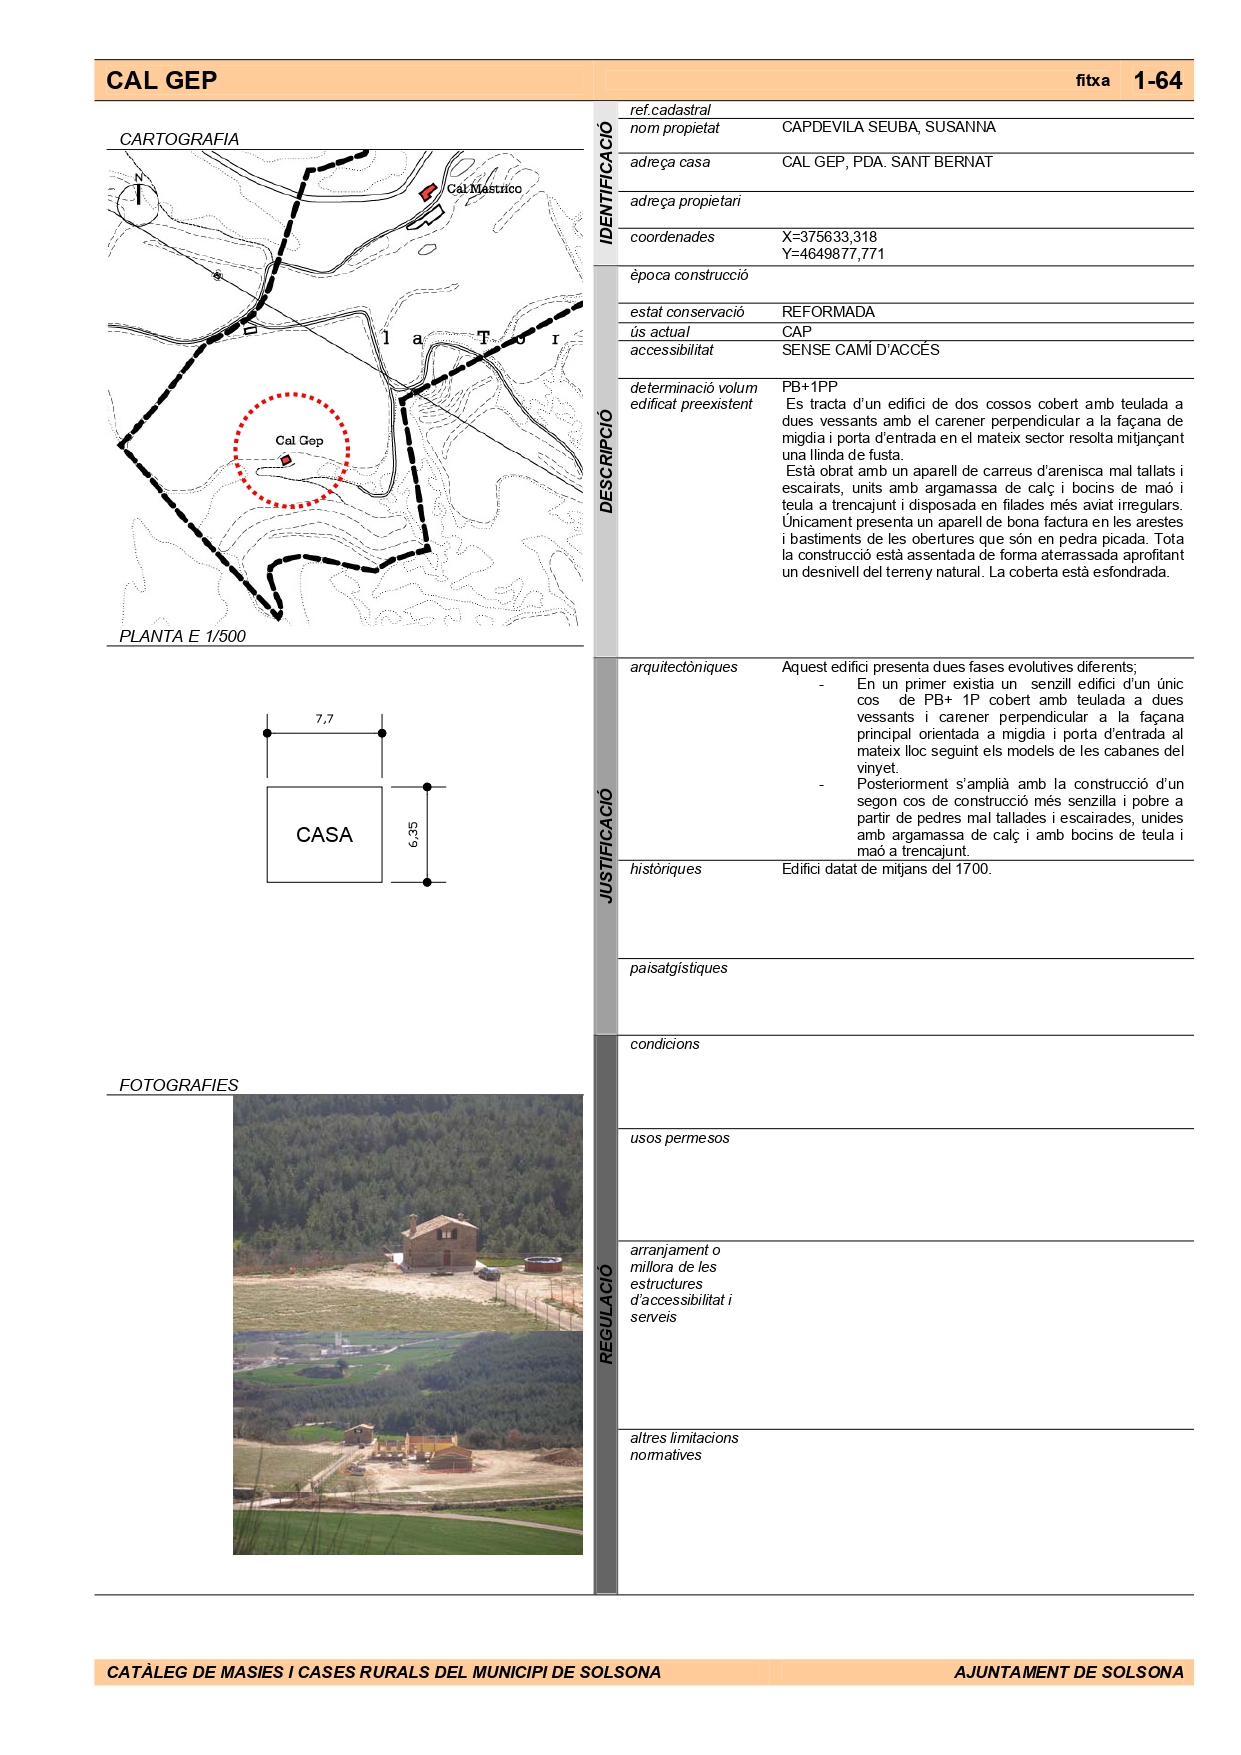 CAL GEP
fitxa 1-64
CARTOGRAFIA
N
Cal Mastrico
l a T o r
Cal Gep
PLANTA E 1/500
7,7
CASA
6,35
FOTOGRAFIES
IDENTIFICACIÓ
ref.cadastral
nom propietat CAPDEVILA SEUBA, SUSANNA
adreça casa CAL GEP, PDA. SANT BERNAT
adreça propietari
coordenades X=375633,318
Y=4649877,771
DESCRIPCIÓ
època construcció
estat conservació REFORMADA
ús actual CAP
accessibilitat SENSE CAMÍ D’ACCÉS
determinació volum PB+1PP
edificat preexistent Es tracta d’un edifici de dos cossos cobert amb teulada a
dues vessants amb el carener perpendicular a la façana de
migdia i porta d’entrada en el mateix sector resolta mitjançant
una llinda de fusta.
Està obrat amb un aparell de carreus d’arenisca mal tallats i
escairats, units amb argamassa de calç i bocins de maó i
teula a trencajunt i disposada en filades més aviat irregulars.
Únicament presenta un aparell de bona factura en les arestes
i bastiments de les obertures que són en pedra picada. Tota
la construcció està assentada de forma aterrassada aprofitant
un desnivell del terreny natural. La coberta està esfondrada.
JUSTIFICACIÓ
arquitectòniques Aquest edifici presenta dues fases evolutives diferents;
- En un primer existia un senzill edifici d’un únic
cos de PB+ 1P cobert amb teulada a dues
vessants i carener perpendicular a la façana
principal orientada a migdia i porta d’entrada al
mateix lloc seguint els models de les cabanes del
vinyet.
- Posteriorment s’amplià amb la construcció d’un
segon cos de construcció més senzilla i pobre a
partir de pedres mal tallades i escairades, unides
amb argamassa de calç i amb bocins de teula i
maó a trencajunt.
històriques Edifici datat de mitjans del 1700.
paisatgístiques
REGULACIÓ
condicions
usos permesos
arranjament o
millora de les
estructures
d’accessibilitat i
serveis
altres limitacions
normatives
CATÀLEG DE MASIES I CASES RURALS DEL MUNICIPI DE SOLSONA
AJUNTAMENT DE SOLSONA